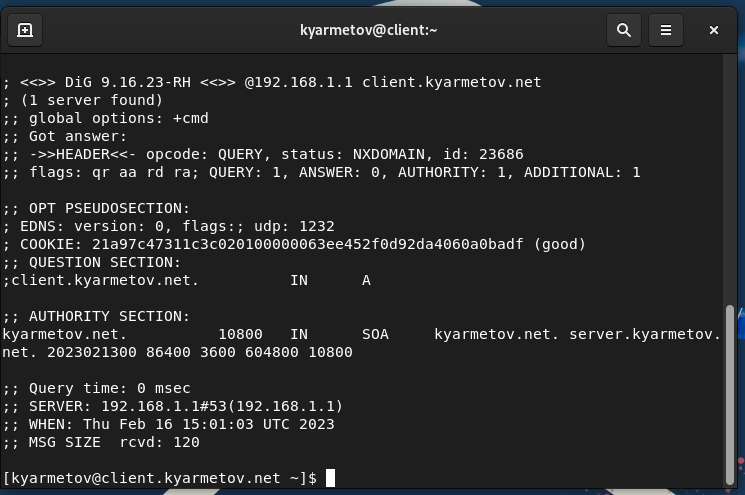 kyarmetov@client:~
; <<>> DiG 9.16.23-RH <<>> @192.168.1.1 client.kyarmetov.net
; (1 server found)
;; global options: +cmd
;; Got answer:
;; ->>HEADER<<- opcode: QUERY, status: NXDOMAIN, id: 23686
;; flags: qr aa rd ra; QUERY: 1, ANSWER: 0, AUTHORITY: 1, ADDITIONAL: 1
;; OPT PSEUDOSECTION:
; EDNS: version: 0, flags:; udp: 1232
; COOKIE: 21a97c47311c3c020100000063ee452f0d92da4060a0badf (good)
;; QUESTION SECTION:
;client.kyarmetov.net.          IN      A
;; AUTHORITY SECTION:
kyarmetov.net.          10800   IN      SOA     kyarmetov.net. server.kyarmetov.
net. 2023021300 86400 3600 604800 10800
;; Query time: 0 msec
;; SERVER: 192.168.1.1#53(192.168.1.1)
;; WHEN: Thu Feb 16 15:01:03 UTC 2023
;; MSG SIZE  rcvd: 120
[kyarmetov@client.kyarmetov.net ~]$